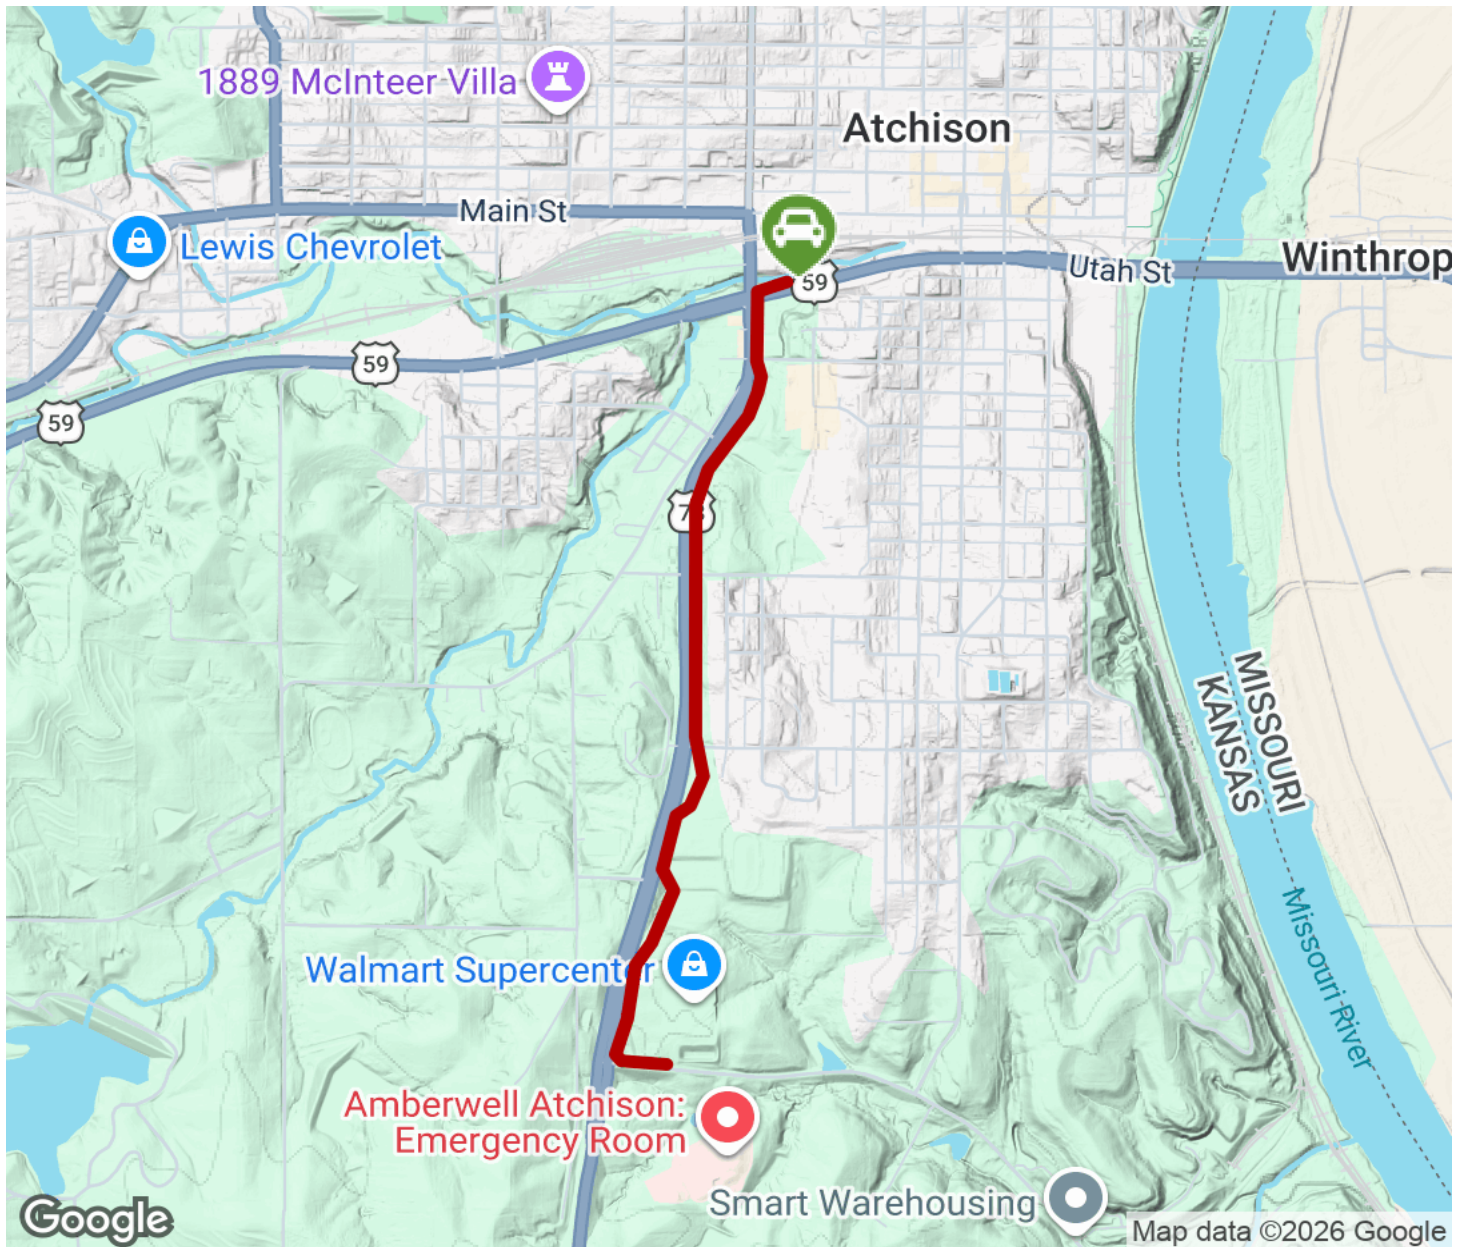 1889 McInteer Villa
Atchison
Main St
Lewis Chevrolet
Utah St
Winthrop
59
59
59
MISSOURI
KANSAS
Missouri River
Walmart Supercenter
Amberwell Atchison:
Emergency Room
Smart Warehousing
Google
Map data ©2026 Google